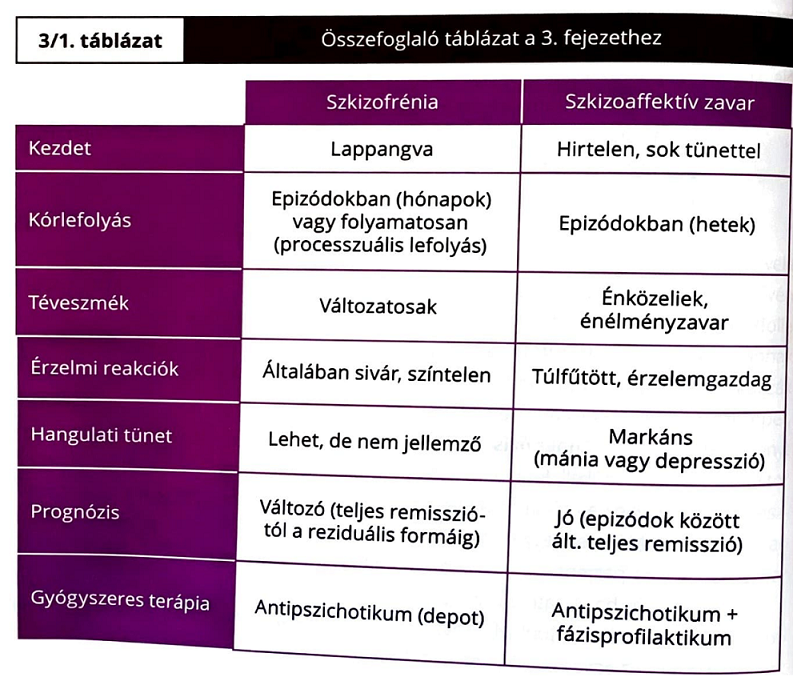 3/1. táblázat
Összefoglaló táblázat a 3. fejezethez
Szkizofrénia
Szkizoaffektív zavar
Kezdet
Lappangva
Hirtelen, sok tünettel
Kórlefolyás
Epizódokban (hónapok)
vagy folyamatosan
(processzuális lefolyás)
Epizódokban (hetek)
Téveszmék
Változatosak
Énközeliek,
énélményzavar
Érzelmi reakciók
Általában sivár, színtelen
Túlfűtött, érzelemgazdag
Hangulati tünet
Lehet, de nem jellemző
Markáns
(mánia vagy depresszió)
Prognózis
Változó (teljes remisszió-
tól a reziduális formáig)
Jó (epizódok között
ált. teljes remisszió)
Gyógyszeres terápia
Antipszichotikum (depot)
Antipszichotikum +
fázisprofilaktikum